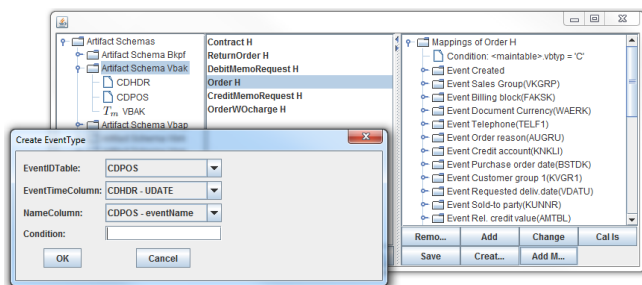 Artifact Schemas
Artifact Schema Bkpf
Artifact Schema Vbak
CDHDR
CDPOS
Tm VBAK
Artifact Schema Vbap
Contract H
ReturnOrder H
DebitMemoRequest H
Order H
CreditMemoRequest H
OrderWOcharge H
Mappings of Order H
Condition: <maintable>.vbtyp = 'C'
Event Created
Event Sales Group(VKGRP)
Event Billing block(FAKSK)
Event Document Currency(WAERK)
Event Telephone(TELF1)
Event Order reason(AUGRU)
Event Credit account(KNKLI)
Event Purchase order date(BSTDK)
Event Customer group 1(KVGR1)
Event Requested deliv.date(VDATU)
Event Sold-to party(KUNNR)
Event Rel. credit value(AMTBL)
Remo... Add Change Cal ls
Save Creat... Add M...
Create EventType
EventIDTable: CDPOS
EventTimeColumn: CDHDR - UDATE
NameColumn: CDPOS - eventName
Condition:
OK Cancel